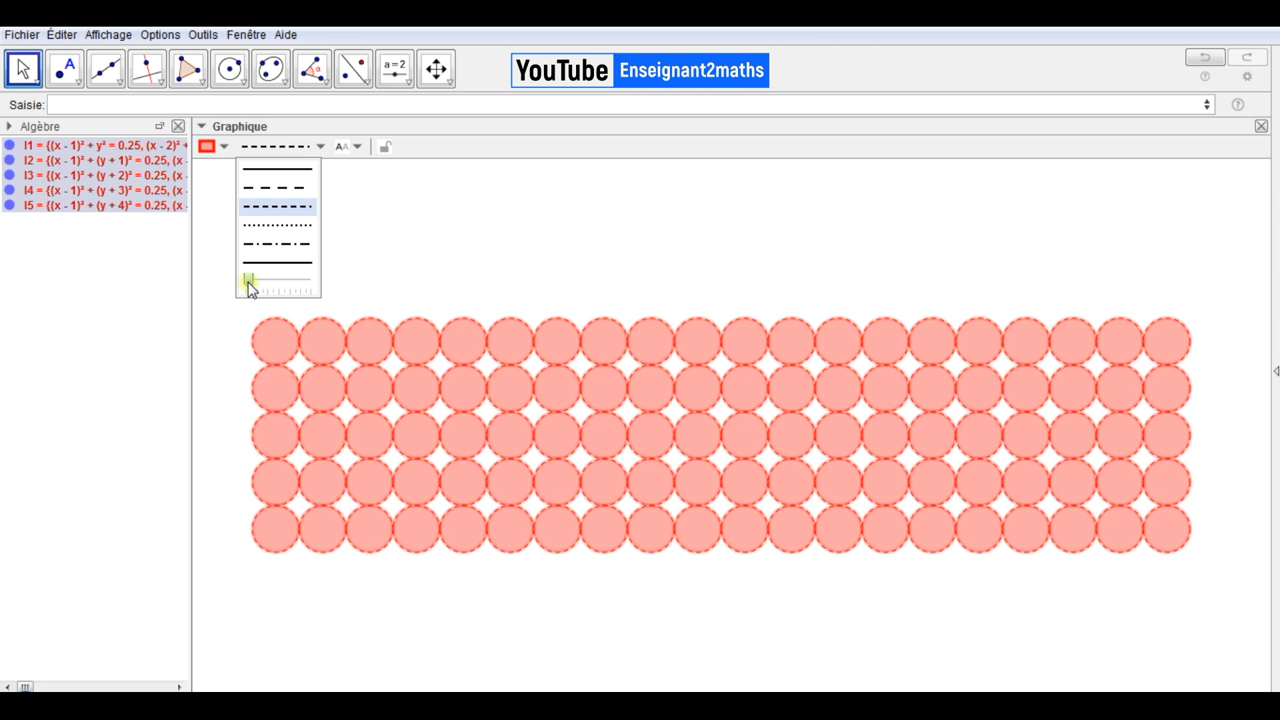 Fichier Éditer Affichage Options Outils Fenêtre Aide
A α a = 2
YouTube Enseignant2maths
Saisie:
Algèbre
Graphique
AA
l1 = {(x - 1)² + y² = 0.25, (x - 2)² +
l2 = {(x - 1)² + (y + 1)² = 0.25, (x -
l3 = {(x - 1)² + (y + 2)² = 0.25, (x -
l4 = {(x - 1)² + (y + 3)² = 0.25, (x -
l5 = {(x - 1)² + (y + 4)² = 0.25, (x -